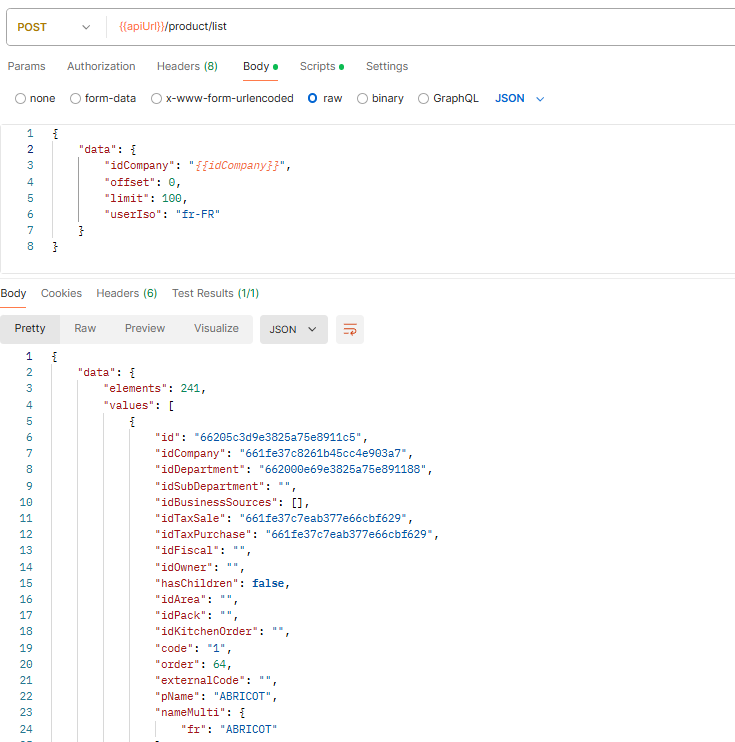 POST {{apiUrl}}/product/list
Params Authorization Headers (8) Body Scripts Settings
none form-data x-www-form-urlencoded raw binary GraphQL JSON
1 {
2 "data": {
3 "idCompany": "{{idCompany}}",
4 "offset": 0,
5 "limit": 100,
6 "userIso": "fr-FR"
7 }
8 }
Body Cookies Headers (6) Test Results (1/1)
Pretty Raw Preview Visualize JSON
1 {
2 "data": {
3 "elements": 241,
4 "values": [
5 {
6 "id": "66205c3d9e3825a75e8911c5",
7 "idCompany": "661fe37c8261b45cc4e903a7",
8 "idDepartment": "662000e69e3825a75e891188",
9 "idSubDepartment": "",
10 "idBusinessSources": [],
11 "idTaxSale": "661fe37c7eab377e66cbf629",
12 "idTaxPurchase": "661fe37c7eab377e66cbf629",
13 "idFiscal": "",
14 "idOwner": "",
15 "hasChildren": false,
16 "idArea": "",
17 "idPack": "",
18 "idKitchenOrder": "",
19 "code": "1",
20 "order": 64,
21 "externalCode": "",
22 "pName": "ABRICOT",
23 "nameMulti": {
24 "fr": "ABRICOT"